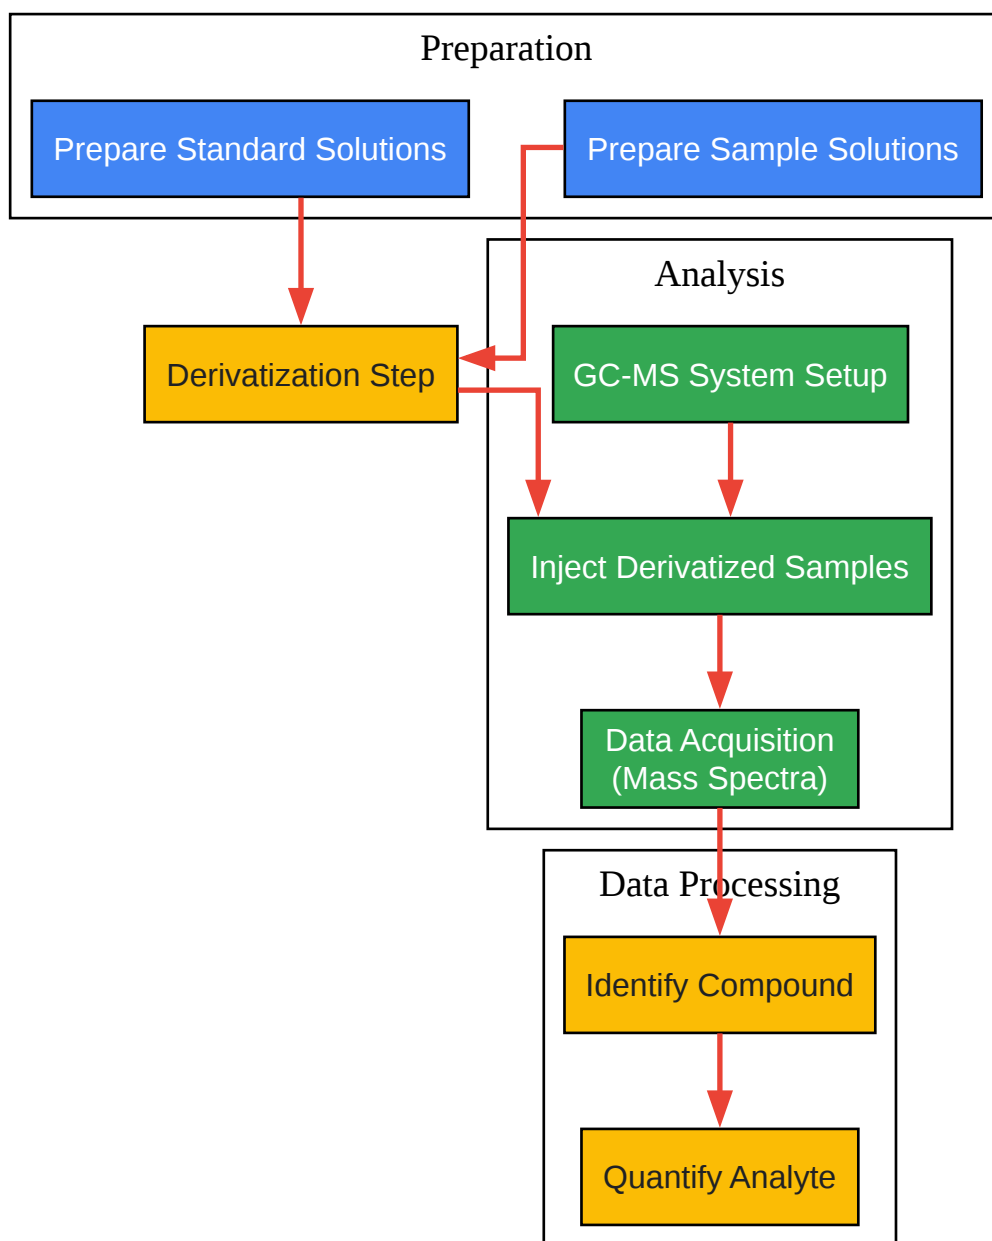 Preparation
Prepare Standard Solutions
Prepare Sample Solutions
Analysis
Derivatization Step
GC-MS System Setup
Inject Derivatized Samples
Data Acquisition
(Mass Spectra)
Data Processing
Identify Compound
Quantify Analyte